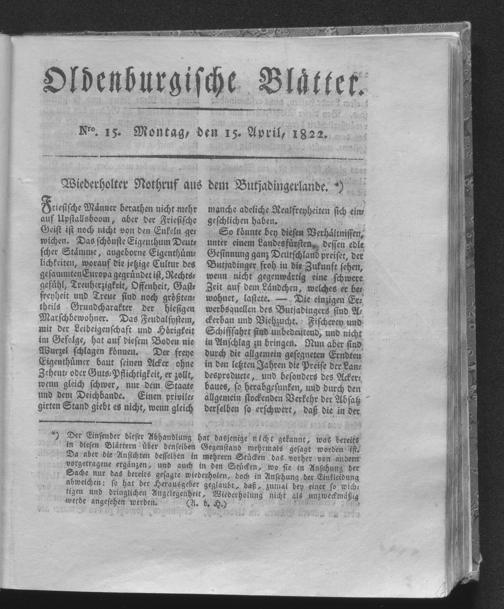 Oldenburgische Blätter.
Nro. 15. Montag, den 15. April, 1822.
Wiederholter Nothruf aus dem Butjadingerlande. *)
Friesische Männer berathen nicht mehr
auf Upstallsboom, aber der Friesische
Geist ist noch nicht von den Enkeln ge
wichen. Das schönste Eigenthum Deut
scher Stämme, angeborne Eigenthüm
lichkeiten, worauf die jetzige Cultur des
gesammten Europa gegründet ist, Rechts
gefühl, Treuherzigkeit, Offenheit, Gast
freyheit und Treue sind noch größten
theils Grundcharakter der hiesigen
Marschbewohner. Das Feudalsystem,
mit der Leibeigenschaft und Hörigkeit
im Gefolge, hat auf diesem Boden nie
Wurzel schlagen können. Der freye
Eigenthümer baut seinen Acker ohne
Zehent- oder Guts-Pflichtigkeit, er zollt,
wenn gleich schwer, nur dem Staate
und dem Deichbande. Einen privile
girten Stand giebt es nicht, wenn gleich
manche adeliche Realfreyheiten sich ein
geschlichen haben.
So könnte bey diesen Verhältnissen,
unter einem Landesfürsten, dessen edle
Gesinnung ganz Deutschland preiset, der
Butjadinger froh in die Zukunft sehen,
wenn nicht gegenwärtig eine schwere
Zeit auf dem Ländchen, welches er be
wohnet, lastete. — Die einzigen Er
werbsquellen des Butjadingers sind A
ckerbau und Viehzucht. Fischerey und
Schifffahrt sind unbedeutend, und nicht
in Anschlag zu bringen. Nun aber sind
durch die allgemein gesegneten Erndten
in den letzten Jahren die Preise der Lan
desproducte, und besonders des Acker
baues, so herabgesunken, und durch den
allgemein stockenden Verkehr der Absatz
derselben so erschwert, daß die in der
*) Der Einsender dieser Abhandlung hat dasjenige nicht gekannt, was bereits
in diesen Blättern über denselben Gegenstand mehrmals gesagt worden ist.
Da aber die Ansichten desselben in mehrern Stücken das vorher von andern
vorgetragene ergänzen, und auch in den Stücken, wo sie in Ansehung der
Sache nur das bereits gesagte wiederholen, doch in Ansehung der Einkleidung
abweichen; so hat der Herausgeber geglaubt, daß, zumal bey einer so wich
tigen und dringlichen Angelegenheit, Wiederholung nicht als unzweckmäßig
werde angesehen werden. (A. d. H.)